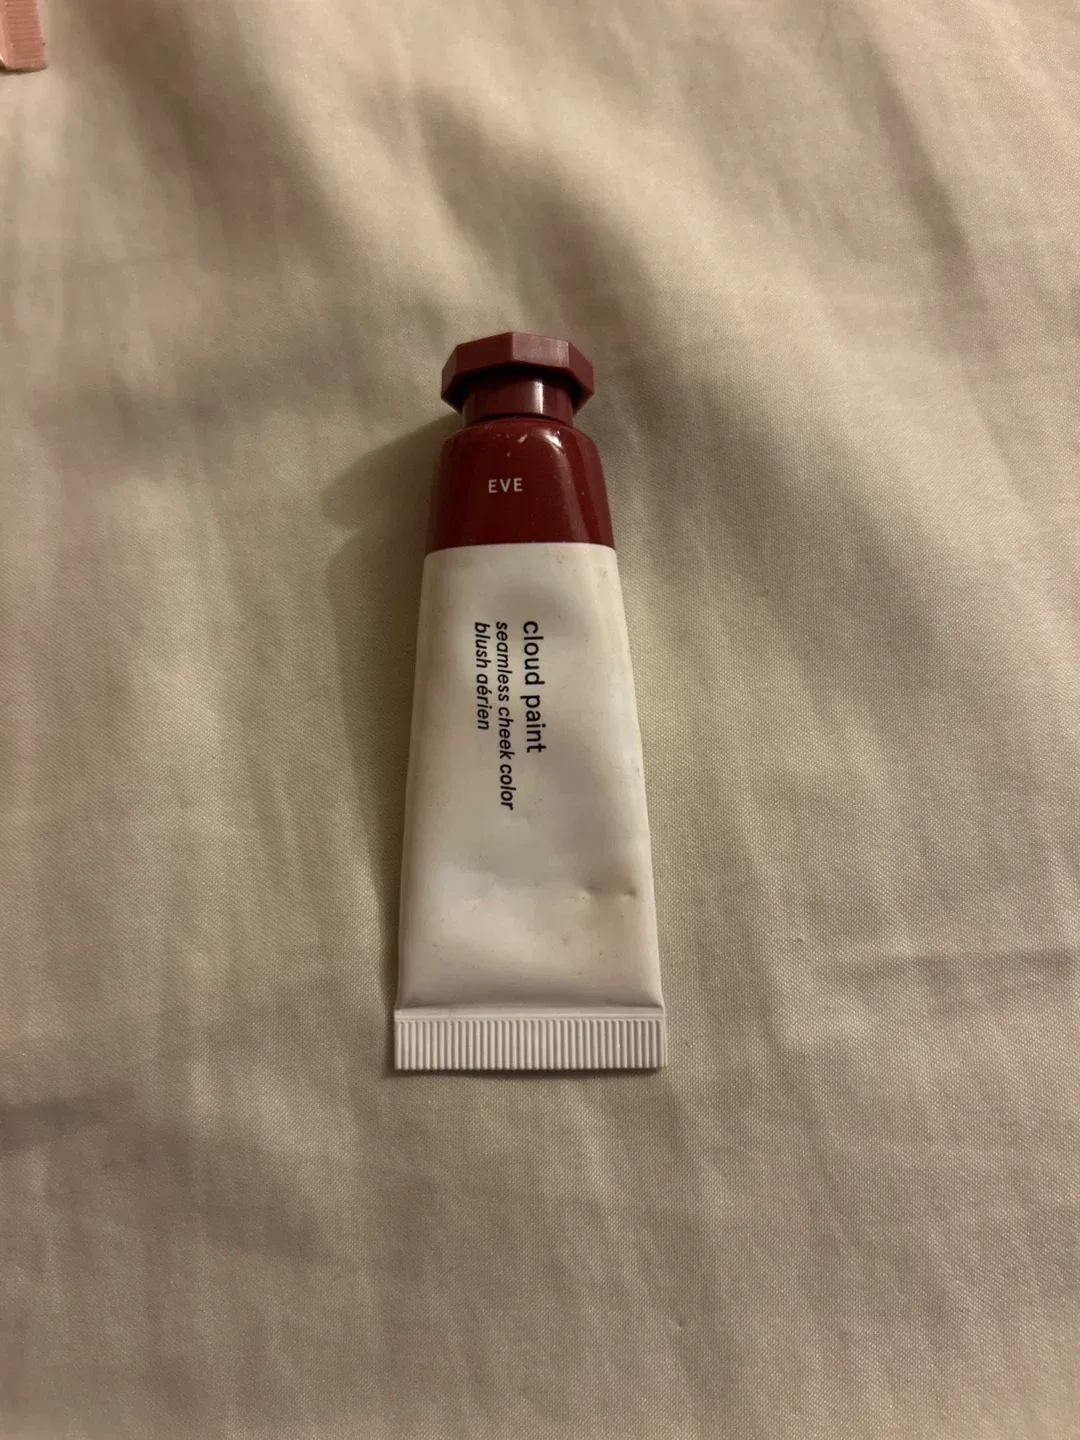 EVE
cloud paint
seamless cheek color
blush aérien